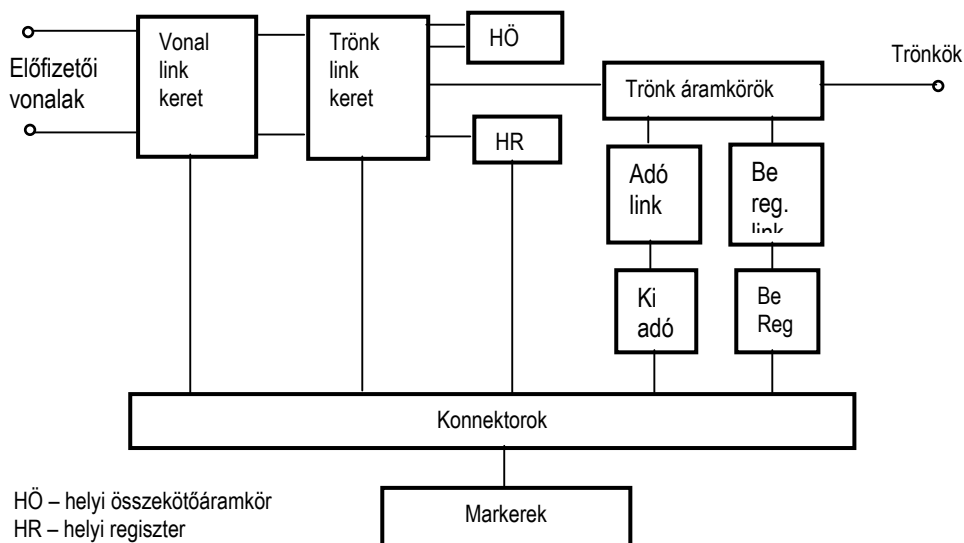 Előfizetői
vonalak
Vonal
link
keret
Trönk
link
keret
HÖ
HR
Trönk áramkörök
Trönkök
Adó
link
Be
reg.
link
Ki
adó
Be
Reg
Konnektorok
Markerek
HÖ – helyi összekötőáramkör
HR – helyi regiszter